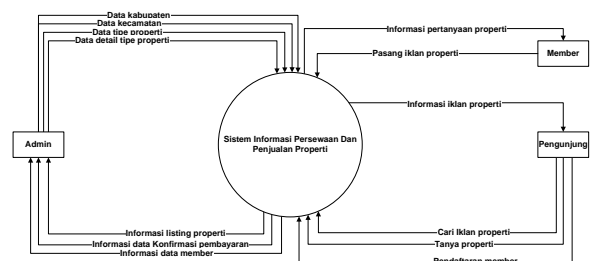 Data kabupaten
Data kecamatan
Data tipe properti
Data detail tipe properti
Informasi pertanyaan properti
Pasang iklan properti
Member
Informasi iklan properti
Sistem Informasi Persewaan Dan
Penjualan Properti
Admin
Pengunjung
Informasi listing properti
Informasi data Konfirmasi pembayaran
Informasi data member
Cari Iklan properti
Tanya properti
Pendaftaran member